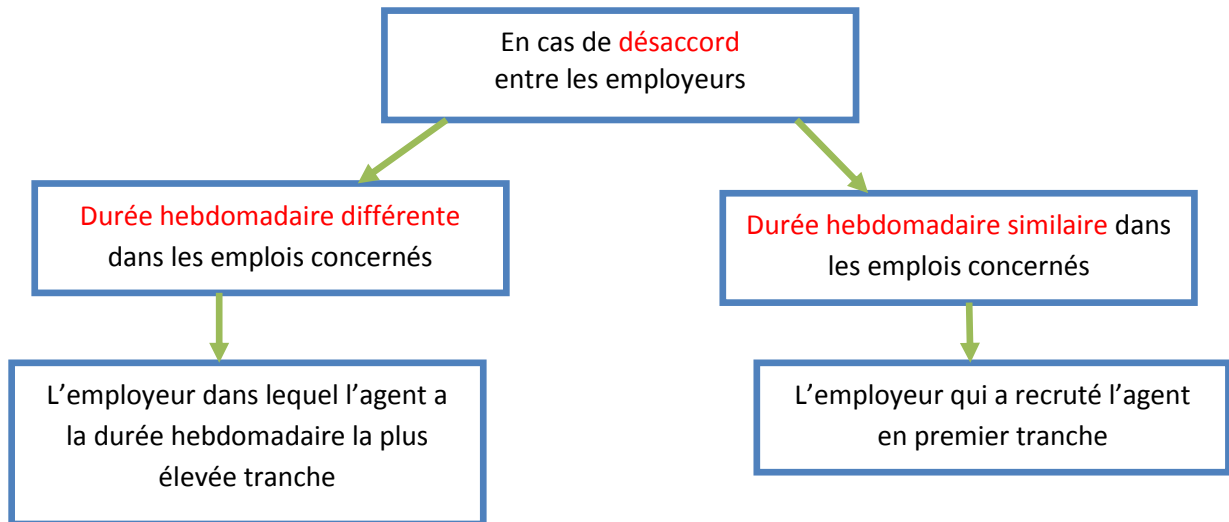 En cas de désaccord
entre les employeurs
Durée hebdomadaire différente
dans les emplois concernés
Durée hebdomadaire similaire dans
les emplois concernés
L’employeur dans lequel l’agent a
la durée hebdomadaire la plus
élevée tranche
L’employeur qui a recruté l’agent
en premier tranche